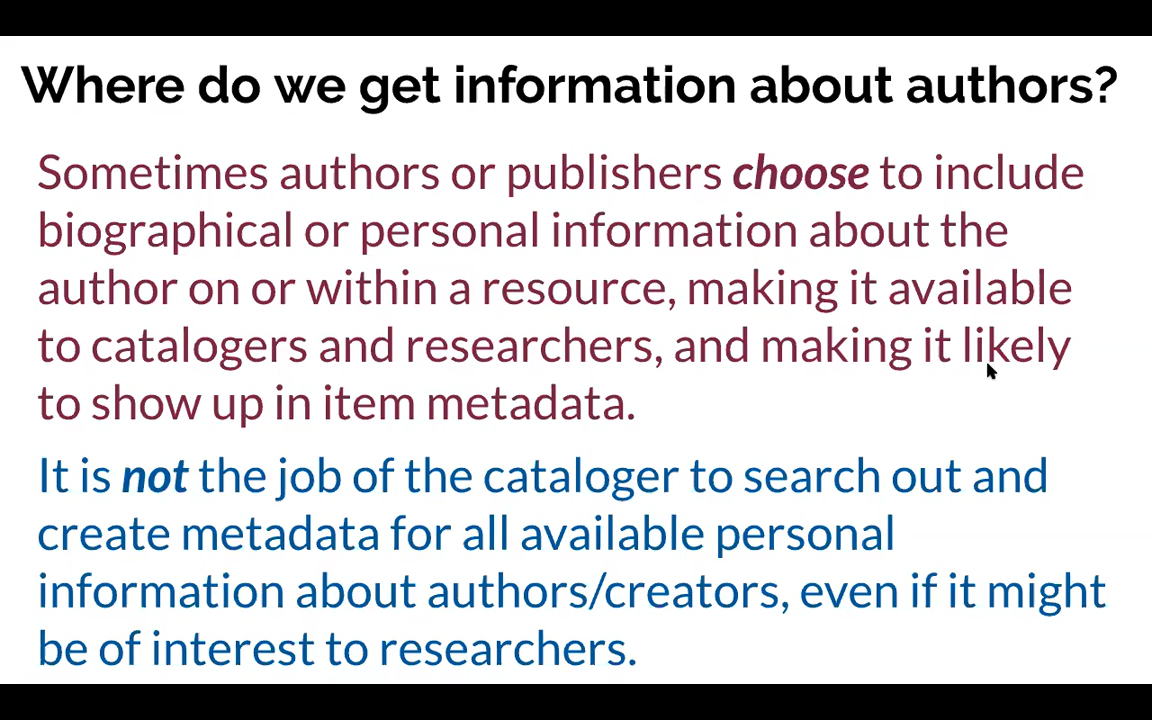 Where do we get information about authors?
Sometimes authors or publishers choose to include
biographical or personal information about the
author on or within a resource, making it available
to catalogers and researchers, and making it likely
to show up in item metadata.
It is not the job of the cataloger to search out and
create metadata for all available personal
information about authors/creators, even if it might
be of interest to researchers.